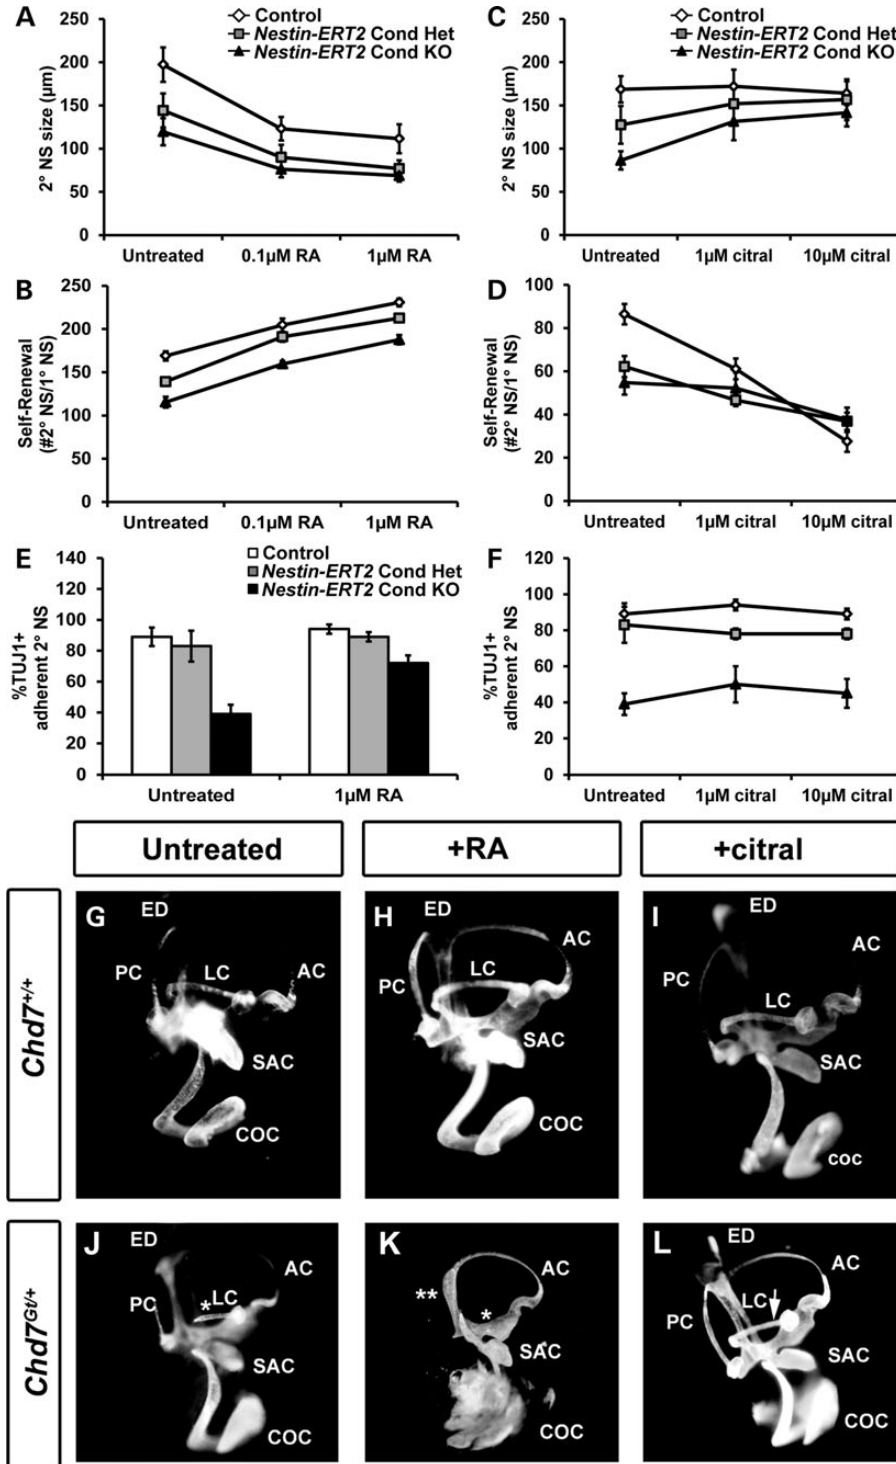 A
Control
Nestin-ERT2 Cond Het
Nestin-ERT2 Cond KO
2° NS size (µm)
250
200
150
100
50
0
Untreated 0.1µM RA 1µM RA
C
Control
Nestin-ERT2 Cond Het
Nestin-ERT2 Cond KO
2° NS size (µm)
250
200
150
100
50
0
Untreated 1µM citral 10µM citral
B
Self-Renewal
(#2° NS/1° NS)
250
200
150
100
50
0
Untreated 0.1µM RA 1µM RA
D
Self-Renewal
(#2° NS/1° NS)
100
80
60
40
20
0
Untreated 1µM citral 10µM citral
E
Control
Nestin-ERT2 Cond Het
Nestin-ERT2 Cond KO
%TUJ1+
adherent 2° NS
140
120
100
80
60
40
20
0
Untreated 1µM RA
F
%TUJ1+
adherent 2° NS
120
100
80
60
40
20
0
Untreated 1µM citral 10µM citral
Untreated +RA +citral
Chd7+/+
G
ED
PC
LC
AC
SAC
COC
H
ED
PC
LC
AC
SAC
COC
I
ED
PC
LC
AC
SAC
COC
Chd7Gt/+
J
ED
PC
*
LC
AC
SAC
COC
K
**
*
AC
SAC
COC
L
ED
PC
LC
AC
SAC
COC